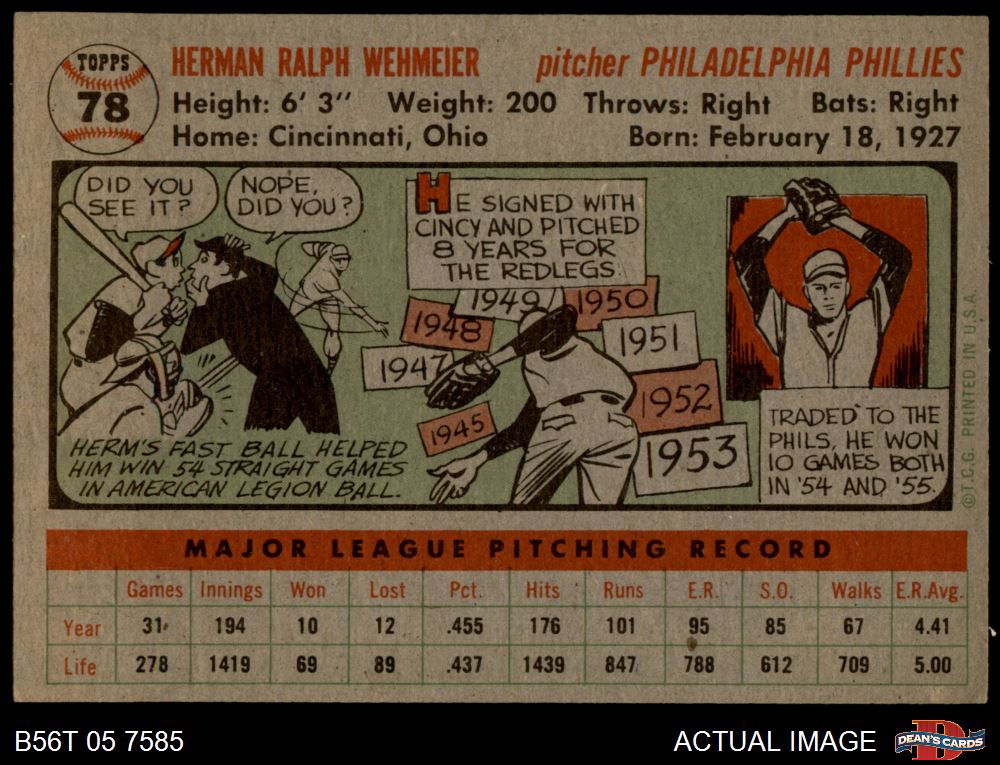 TOPPS
78
HERMAN RALPH WEHMEIER pitcher PHILADELPHIA PHILLIES
Height: 6' 3" Weight: 200 Throws: Right Bats: Right
Home: Cincinnati, Ohio Born: February 18, 1927
DID YOU
SEE IT?
NOPE,
DID YOU?
HERM'S FAST BALL HELPED
HIM WIN 54 STRAIGHT GAMES
IN AMERICAN LEGION BALL.
HE SIGNED WITH
CINCY AND PITCHED
8 YEARS FOR
THE REDLEGS.
1945
1947
1948
1949
1950
1951
1952
1953
TRADED TO THE
PHILS, HE WON
10 GAMES BOTH
IN '54 AND '55.
©T.C.G. PRINTED IN U.S.A.
MAJOR LEAGUE PITCHING RECORD
Games Innings Won Lost Pct. Hits Runs E.R. S.O. Walks E.R.Avg.
Year 31 194 10 12 .455 176 101 95 85 67 4.41
Life 278 1419 69 89 .437 1439 847 788 612 709 5.00
B56T 05 7585
ACTUAL IMAGE
DEAN'S CARDS